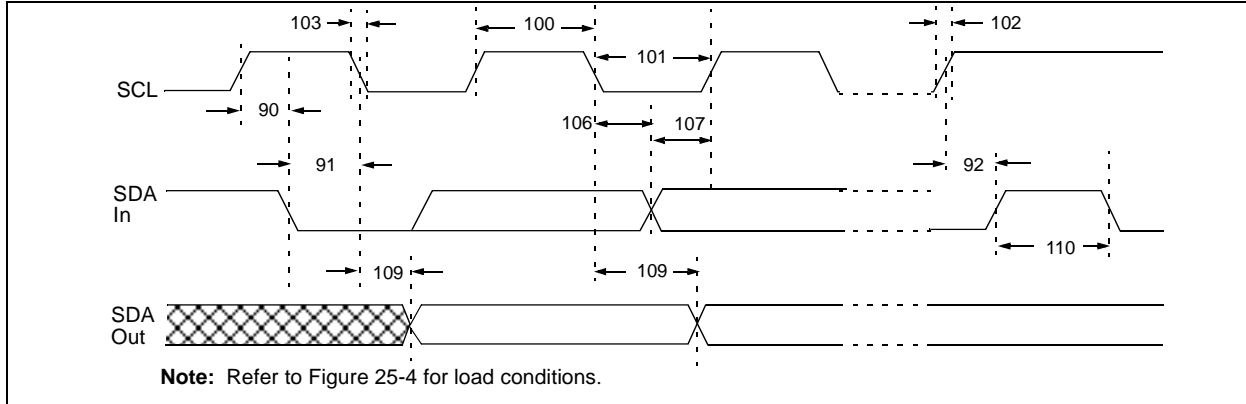 103
100
102
101
SCL
90
106
107
91
92
SDA
In
110
109
109
SDA
Out
Note: Refer to Figure 25-4 for load conditions.